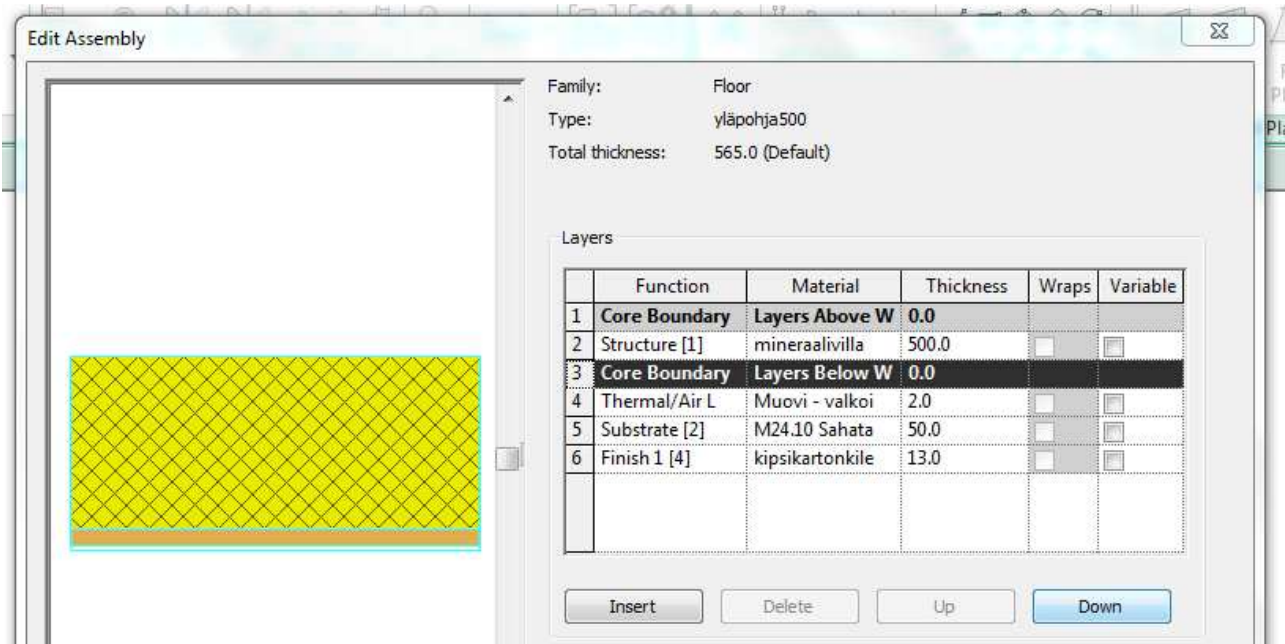 Edit Assembly
Family: Floor
Type: yläpohja500
Total thickness: 565.0 (Default)
Layers
Function Material Thickness Wraps Variable
1 Core Boundary Layers Above W 0.0
2 Structure [1] mineraalivilla 500.0
3 Core Boundary Layers Below W 0.0
4 Thermal/Air L Muovi - valkoi 2.0
5 Substrate [2] M24.10 Sahata 50.0
6 Finish 1 [4] kipsikartonkile 13.0
Insert Delete Up Down